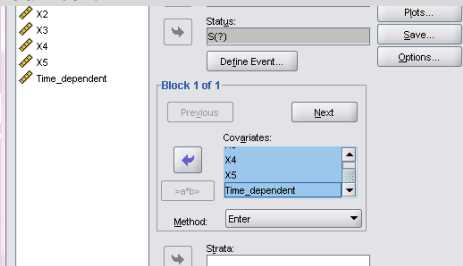 X2
X3
X4
X5
Time_dependent
Status:
S(?)
Define Event...
Block 1 of 1
Previous
Next
Covariates:
X4
X5
Time_dependent
>a*b>
Method:
Enter
Strata:
Plots...
Save...
Options...